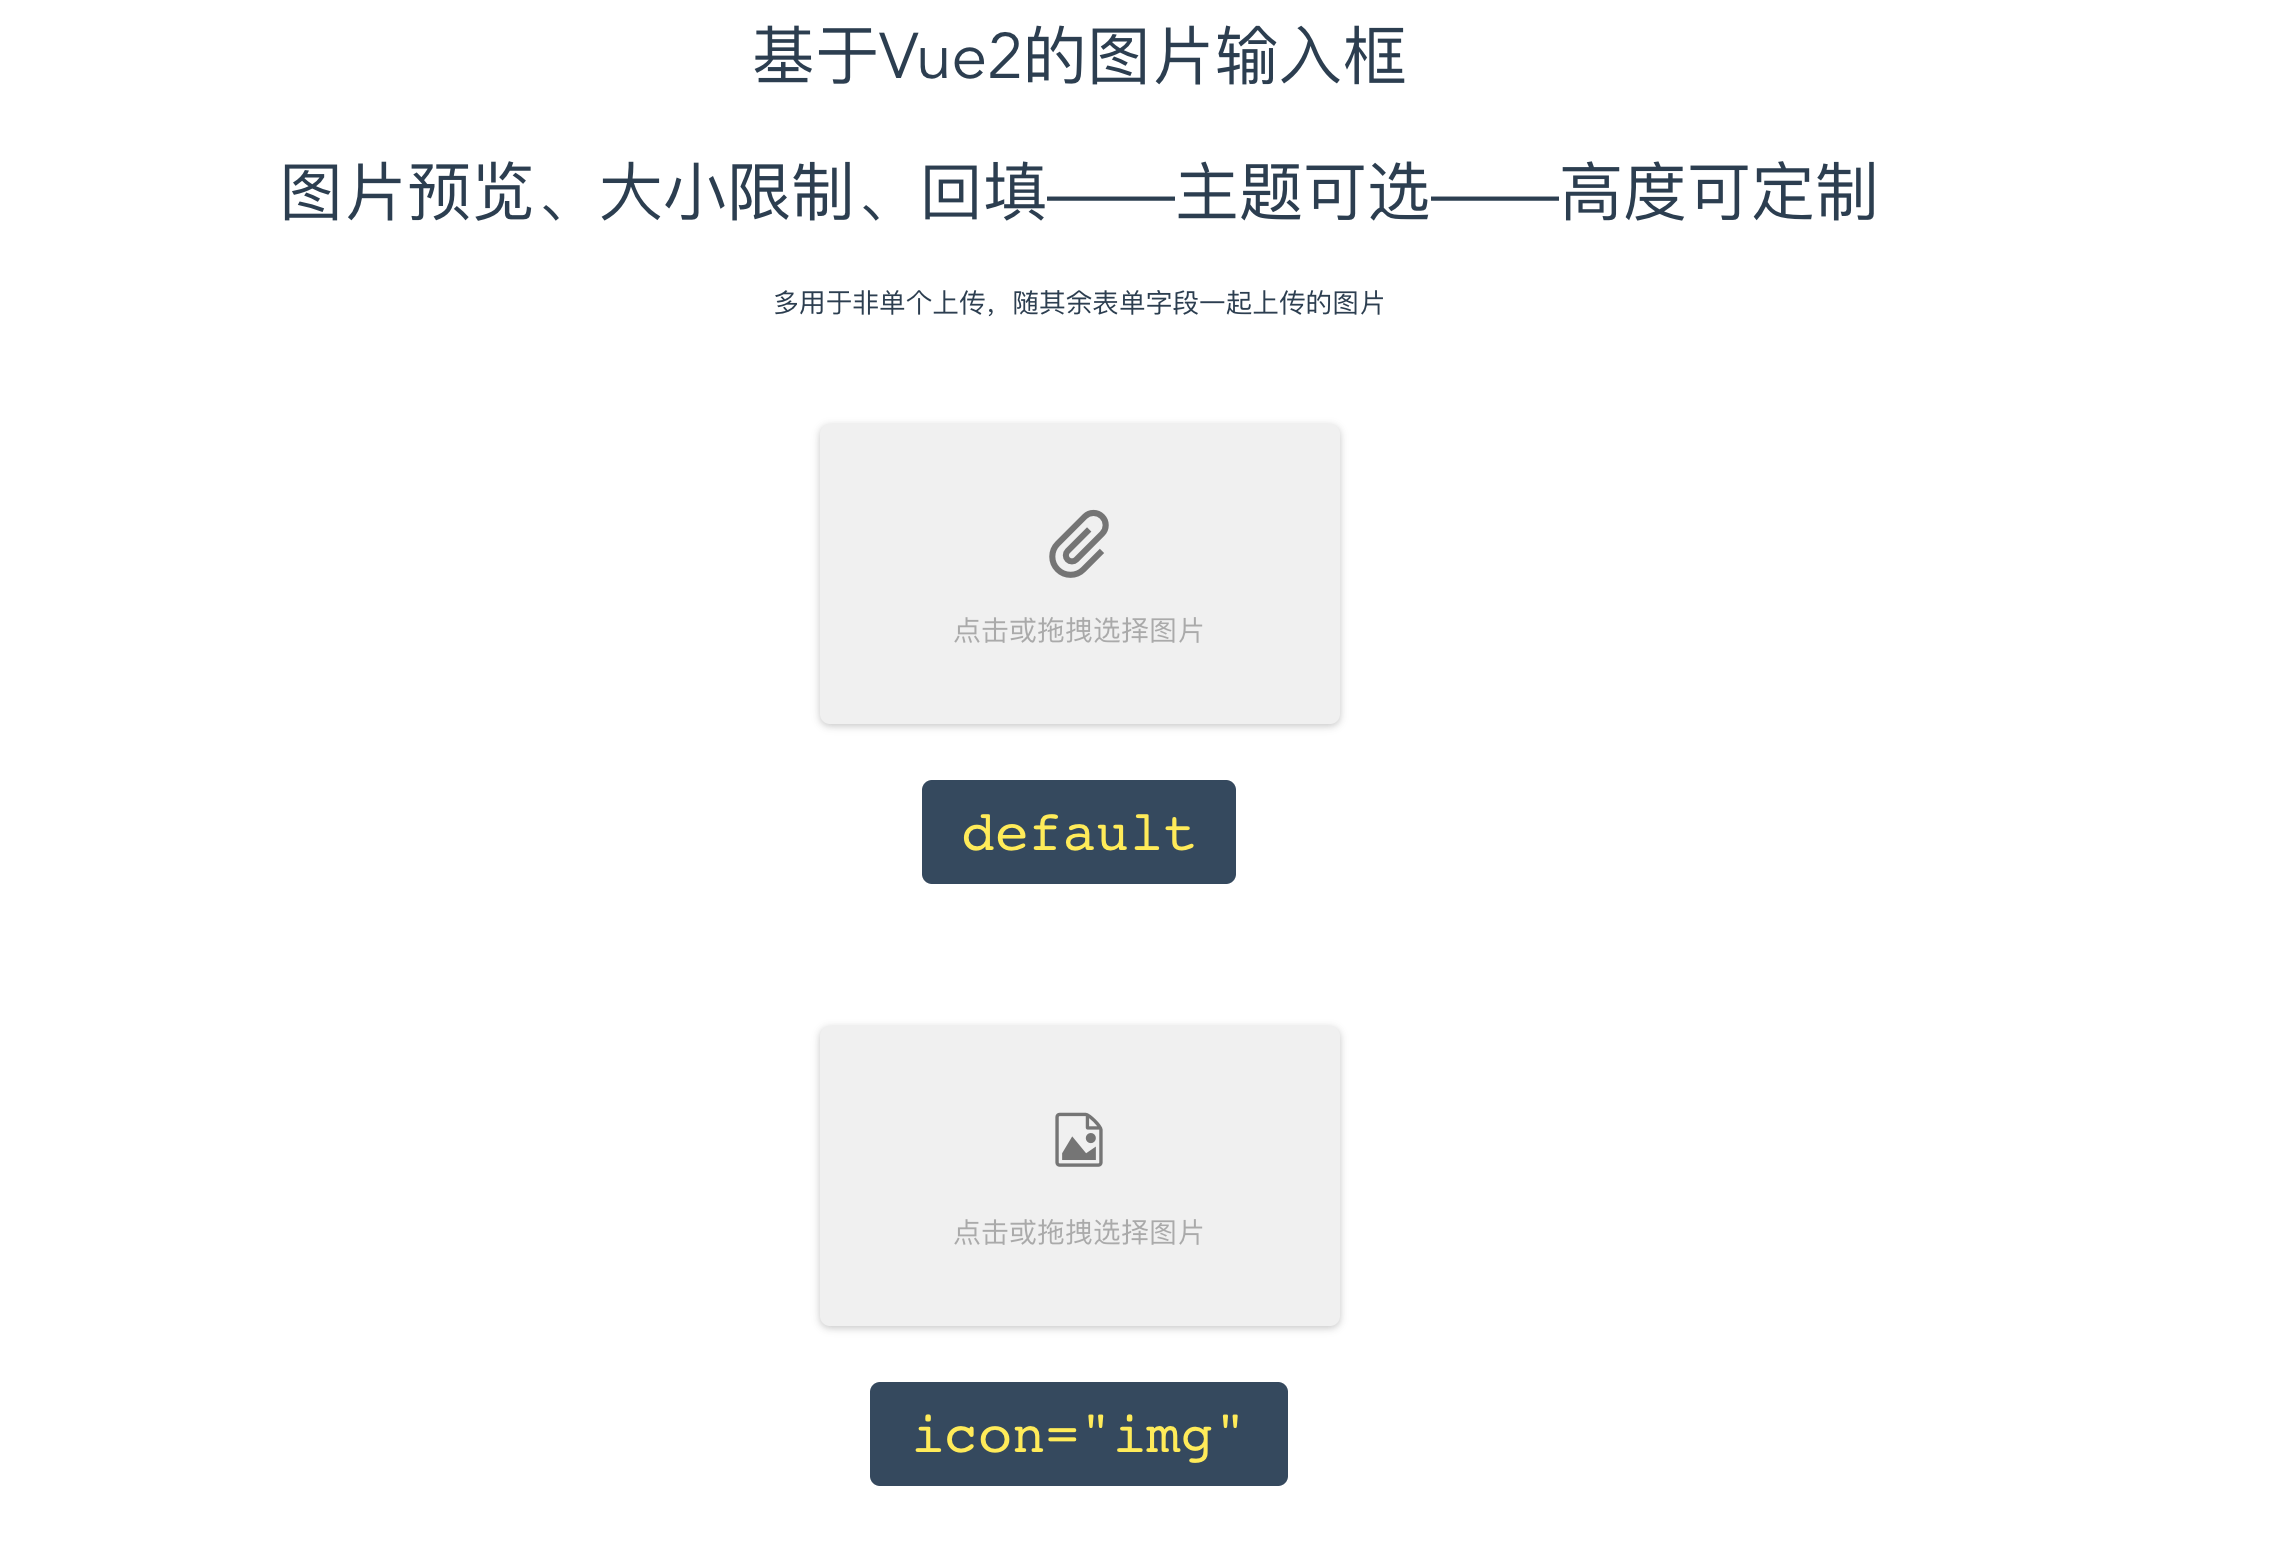 基于Vue2的图片输入框
图片预览、大小限制、回填——主题可选——高度可定制
多用于非单个上传，随其余表单字段一起上传的图片
点击或拖拽选择图片
default
点击或拖拽选择图片
icon="img"